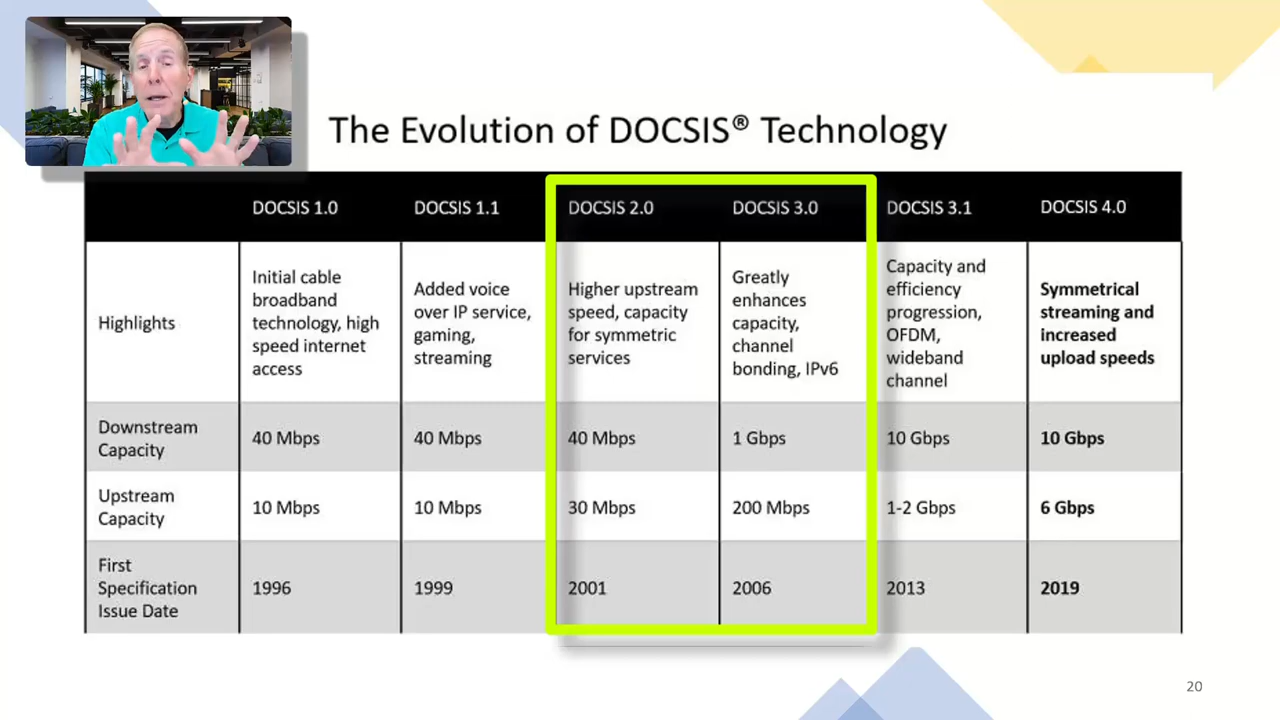 The Evolution of DOCSIS® Technology
DOCSIS 1.0
DOCSIS 1.1
DOCSIS 2.0
DOCSIS 3.0
DOCSIS 3.1
DOCSIS 4.0
Highlights
Initial cable
broadband
technology, high
speed internet
access
Added voice
over IP service,
gaming,
streaming
Higher upstream
speed, capacity
for symmetric
services
Greatly
enhances
capacity,
channel
bonding, IPv6
Capacity and
efficiency
progression,
OFDM,
wideband
channel
Symmetrical
streaming and
increased
upload speeds
Downstream
Capacity
40 Mbps
40 Mbps
40 Mbps
1 Gbps
10 Gbps
10 Gbps
Upstream
Capacity
10 Mbps
10 Mbps
30 Mbps
200 Mbps
1-2 Gbps
6 Gbps
First
Specification
Issue Date
1996
1999
2001
2006
2013
2019
20